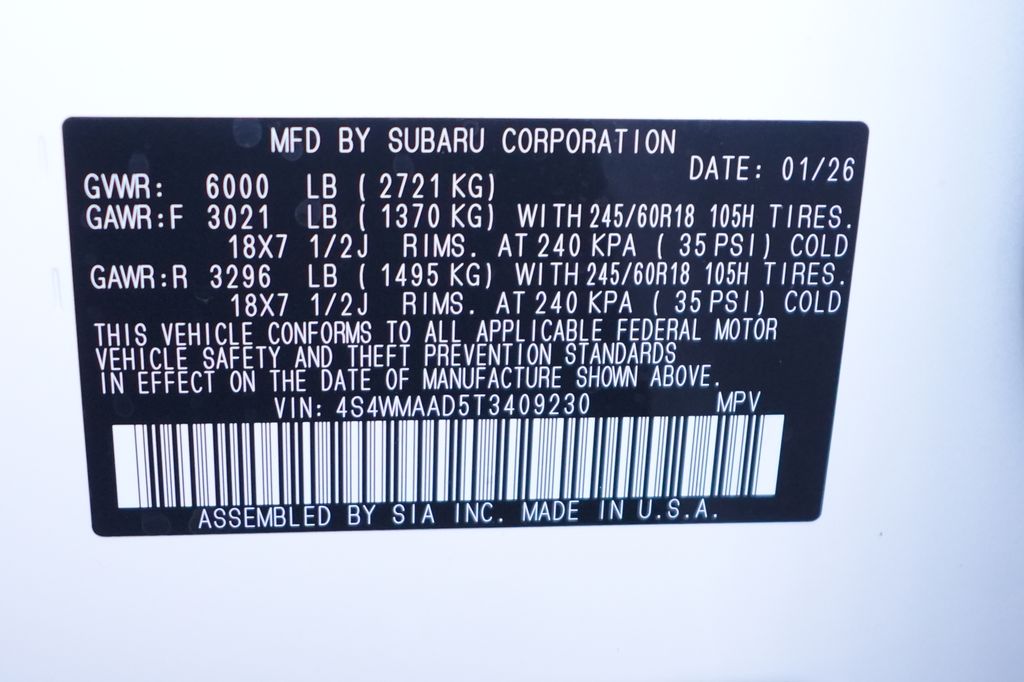 MFD BY SUBARU CORPORATION
DATE: 01/26
GVWR: 6000 LB ( 2721 KG)
GAWR:F 3021 LB ( 1370 KG) WITH 245/60R18 105H TIRES.
18X7 1/2J RIMS. AT 240 KPA ( 35 PSI) COLD
GAWR:R 3296 LB ( 1495 KG) WITH 245/60R18 105H TIRES.
18X7 1/2J RIMS. AT 240 KPA ( 35 PSI) COLD
THIS VEHICLE CONFORMS TO ALL APPLICABLE FEDERAL MOTOR
VEHICLE SAFETY AND THEFT PREVENTION STANDARDS
IN EFFECT ON THE DATE OF MANUFACTURE SHOWN ABOVE.
VIN: 4S4WMAAD5T3409230 MPV
ASSEMBLED BY SIA INC. MADE IN U.S.A.